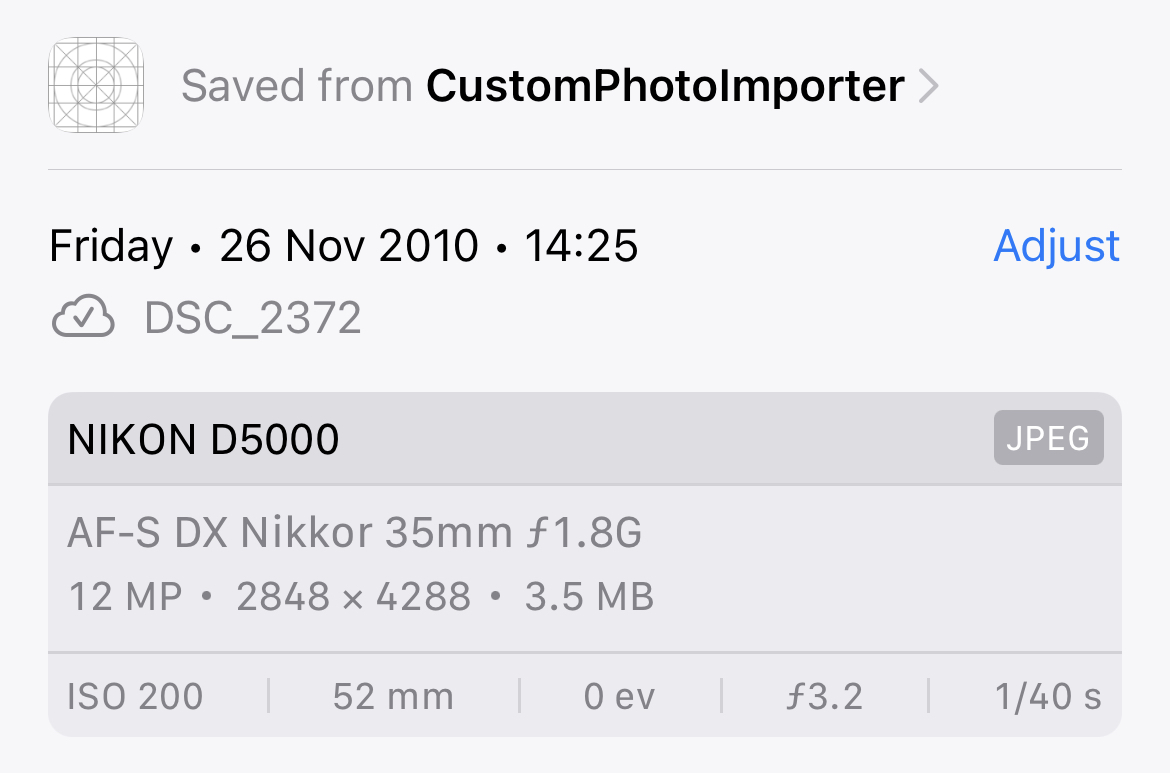 Saved from CustomPhotoImporter
Friday • 26 Nov 2010 • 14:25 Adjust
DSC_2372
NIKON D5000 JPEG
AF-S DX Nikkor 35mm ƒ1.8G
12 MP • 2848 × 4288 • 3.5 MB
ISO 200 | 52 mm | 0 ev | ƒ3.2 | 1/40 s